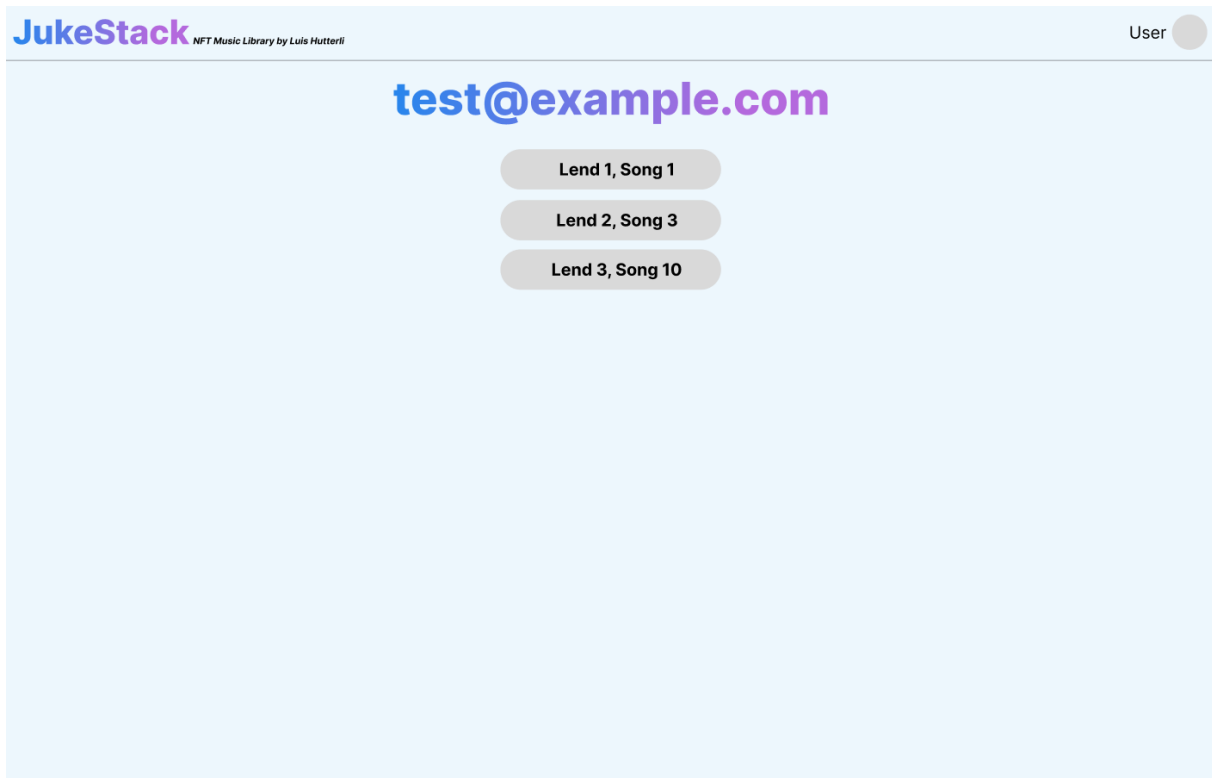 JukeStack NFT Music Library by Luis Hutterli
User
test@example.com
Lend 1, Song 1
Lend 2, Song 3
Lend 3, Song 10